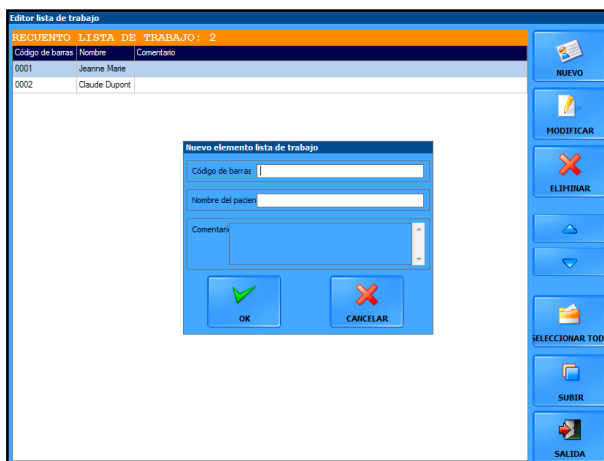 Editor lista de trabajo
RECUENTO LISTA DE TRABAJO: 2
Código de barras Nombre Comentario
0001 Jeanne Marie
0002 Claude Dupont
Nuevo elemento lista de trabajo
Código de barras
Nombre del pacien
Comentario
OK
CANCELAR
NUEVO
MODIFICAR
ELIMINAR
SELECCIONAR TOD
SUBIR
SALIDA